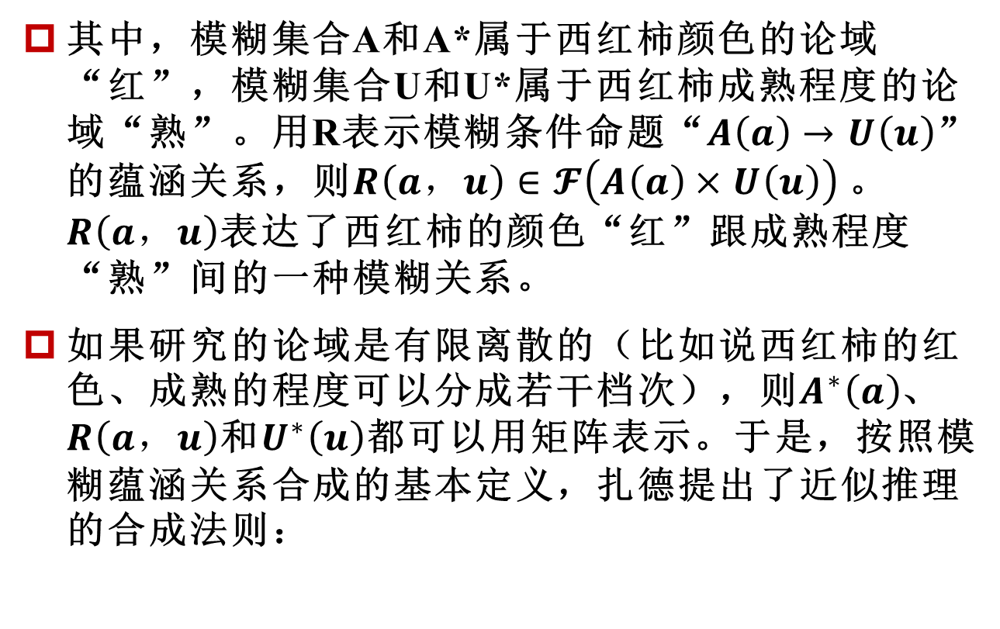 其中，模糊集合A和A*属于西红柿颜色的论域
“红”，模糊集合U和U*属于西红柿成熟程度的论
域“熟”。用R表示模糊条件命题“A(a)→U(u)”
的蕴涵关系，则R(a，u)∈ℱ(A(a)×U(u))。
R(a，u)表达了西红柿的颜色“红”跟成熟程度
“熟”间的一种模糊关系。
如果研究的论域是有限离散的（比如说西红柿的红
色、成熟的程度可以分成若干档次），则A*(a)、
R(a，u)和U*(u)都可以用矩阵表示。于是，按照模
糊蕴涵关系合成的基本定义，扎德提出了近似推理
的合成法则：